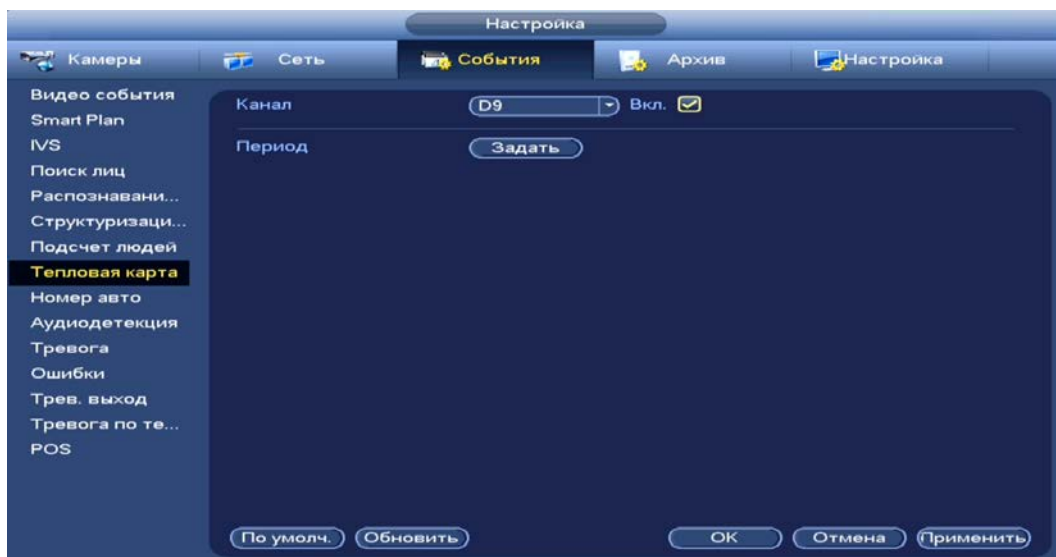 Настройка
Камеры
Сеть
События
Архив
Настройка
Видео события
Smart Plan
IVS
Поиск лиц
Распознавани...
Структуризаци...
Подсчет людей
Тепловая карта
Номер авто
Аудиодетекция
Тревога
Ошибки
Трев. выход
Тревога по те...
POS
Канал
D9
Вкл.
Период
Задать
По умолч.
Обновить
OK
Отмена
Применить